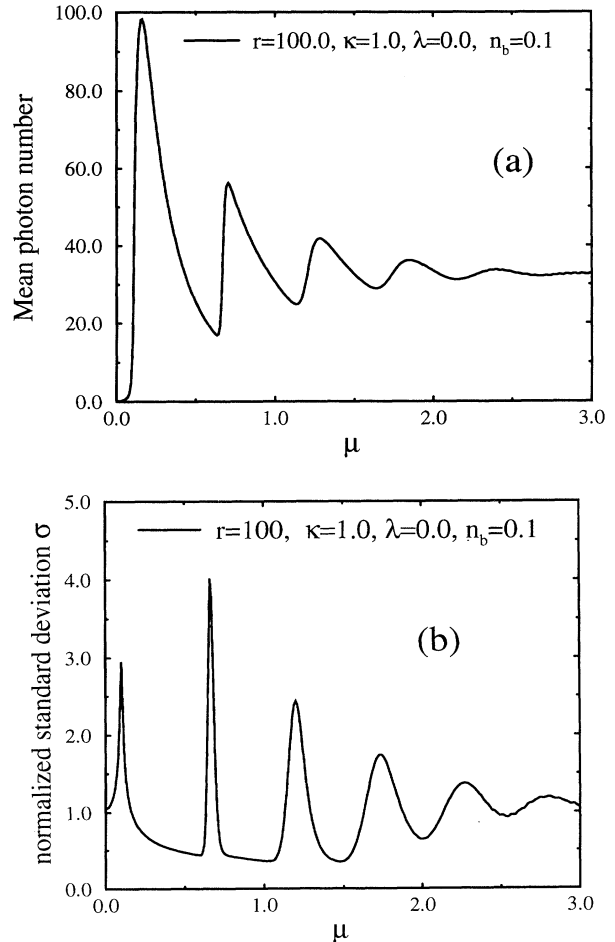 100.0
80.0
60.0
40.0
20.0
0.0
Mean photon number
r=100.0, κ=1.0, λ=0.0, n_b=0.1
(a)
0.0 1.0 2.0 3.0
μ
5.0
4.0
3.0
2.0
1.0
0.0
normalized standard deviation σ
r=100, κ=1.0, λ=0.0, n_b=0.1
(b)
0.0 1.0 2.0 3.0
μ